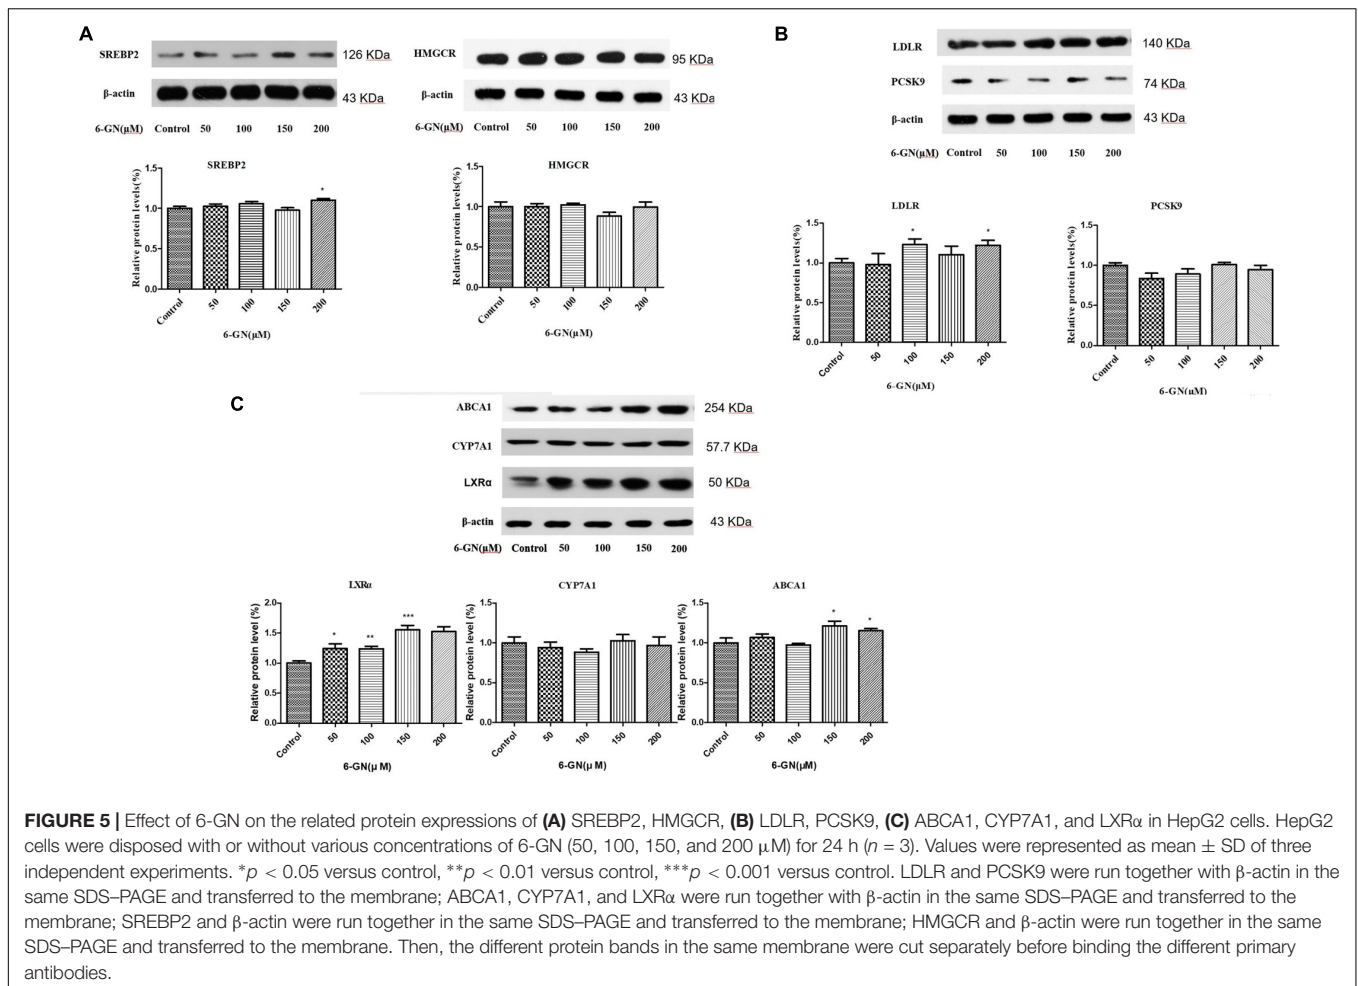 A
SREBP2
126 KDa
β-actin
43 KDa
6-GN(μM) Control 50 100 150 200
HMGCR
95 KDa
β-actin
43 KDa
6-GN(μM) Control 50 100 150 200
SREBP2
Relative protein levels(%)
1.5
1.0
0.5
0.0
*
Control 50 100 150 200
6-GN(μM)
HMGCR
Relative protein levels(%)
1.5
1.0
0.5
0.0
Control 50 100 150 200
6-GN(μM)
B
LDLR
140 KDa
PCSK9
74 KDa
β-actin
43 KDa
6-GN(μM) Control 50 100 150 200
LDLR
Relative protein levels(%)
1.5
1.0
0.5
0.0
* *
Control 50 100 150 200
6-GN(μM)
PCSK9
Relative protein levels(%)
1.5
1.0
0.5
0.0
Control 50 100 150 200
6-GN(μM)
C
ABCA1
254 KDa
CYP7A1
57.7 KDa
LXRα
50 KDa
β-actin
43 KDa
6-GN(μM) Control 50 100 150 200
LXRα
Relative protein level (%)
2.0
1.5
1.0
0.5
0.0
* ** ***
Control 50 100 150 200
6-GN(μ M)
CYP7A1
Relative protein level (%)
1.5
1.0
0.5
0.0
Control 50 100 150 200
6-GN(μ M)
ABCA1
Relative protein level (%)
1.5
1.0
0.5
0.0
* *
Control 50 100 150 200
6-GN(μM)
FIGURE 5 | Effect of 6-GN on the related protein expressions of (A) SREBP2, HMGCR, (B) LDLR, PCSK9, (C) ABCA1, CYP7A1, and LXRα in HepG2 cells. HepG2
cells were disposed with or without various concentrations of 6-GN (50, 100, 150, and 200 μM) for 24 h (n = 3). Values were represented as mean ± SD of three
independent experiments. *p < 0.05 versus control, **p < 0.01 versus control, ***p < 0.001 versus control. LDLR and PCSK9 were run together with β-actin in the
same SDS–PAGE and transferred to the membrane; ABCA1, CYP7A1, and LXRα were run together with β-actin in the same SDS–PAGE and transferred to the
membrane; SREBP2 and β-actin were run together in the same SDS–PAGE and transferred to the membrane; HMGCR and β-actin were run together in the same
SDS–PAGE and transferred to the membrane. Then, the different protein bands in the same membrane were cut separately before binding the different primary
antibodies.